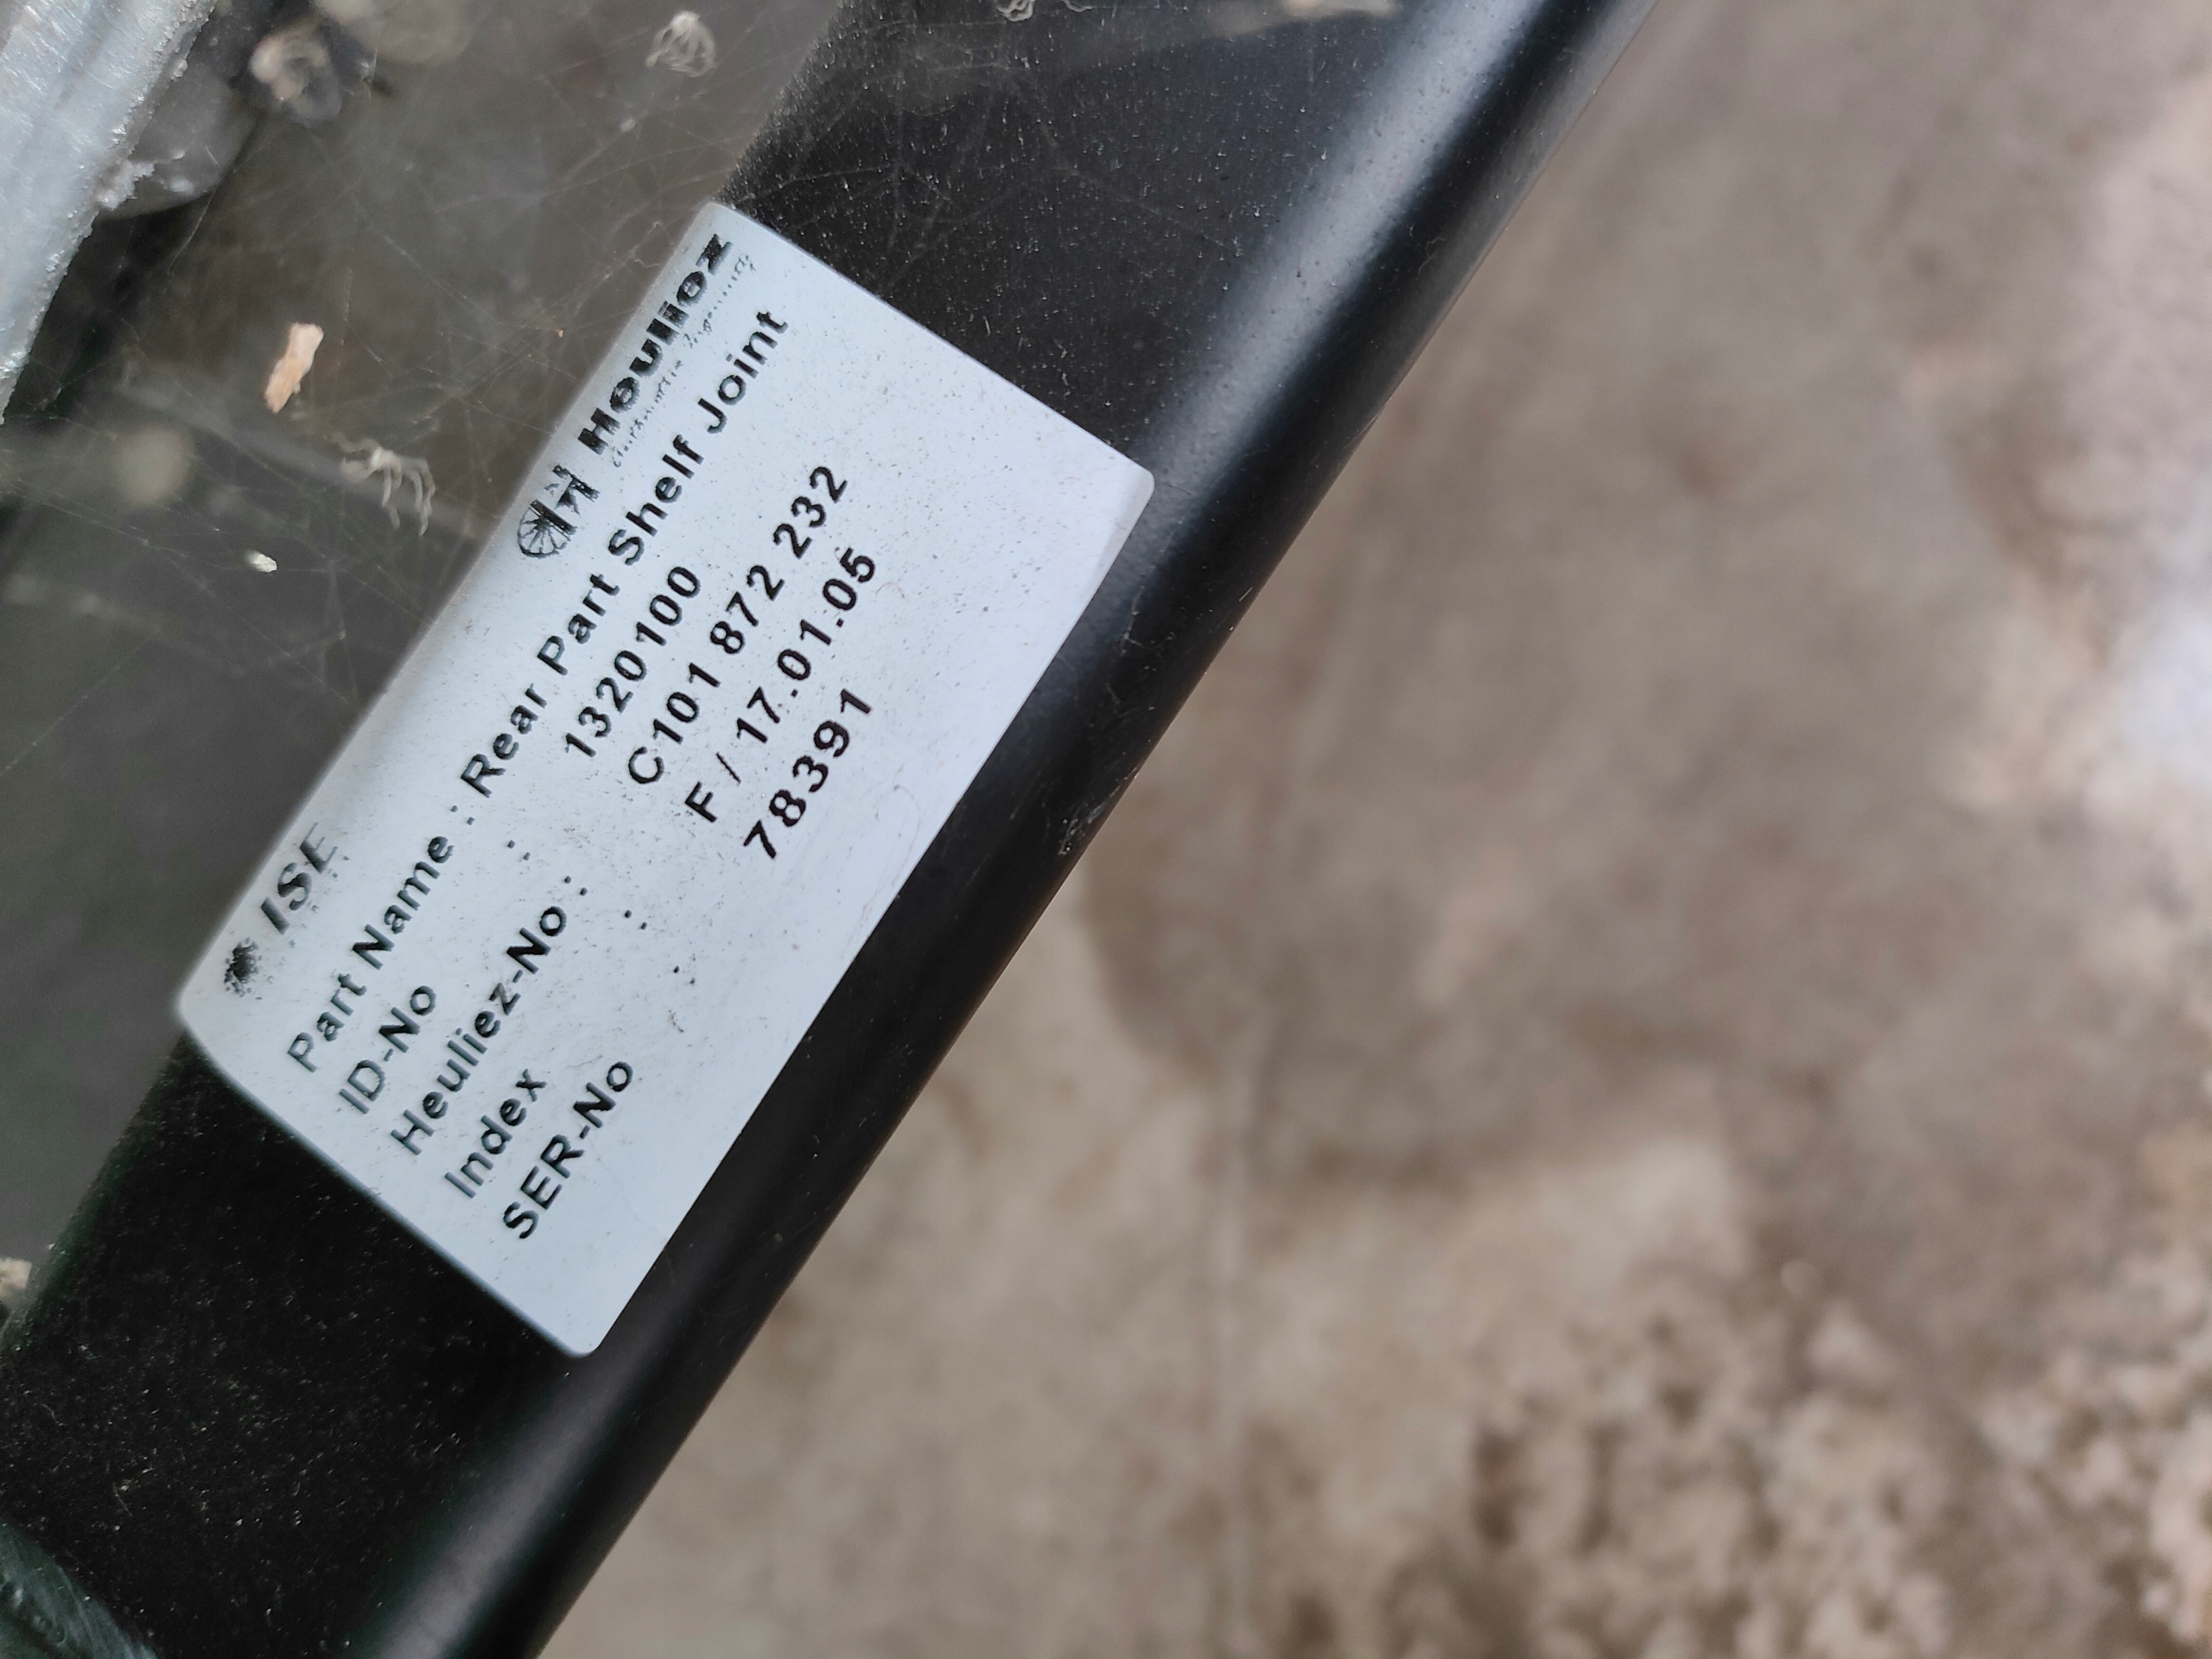 ISE
Heuliez
Part Name : Rear Part Shelf Joint
ID-No : 1320100
Heuliez-No : C101 872 232
Index : F / 17.01.05
SER-No : 78391